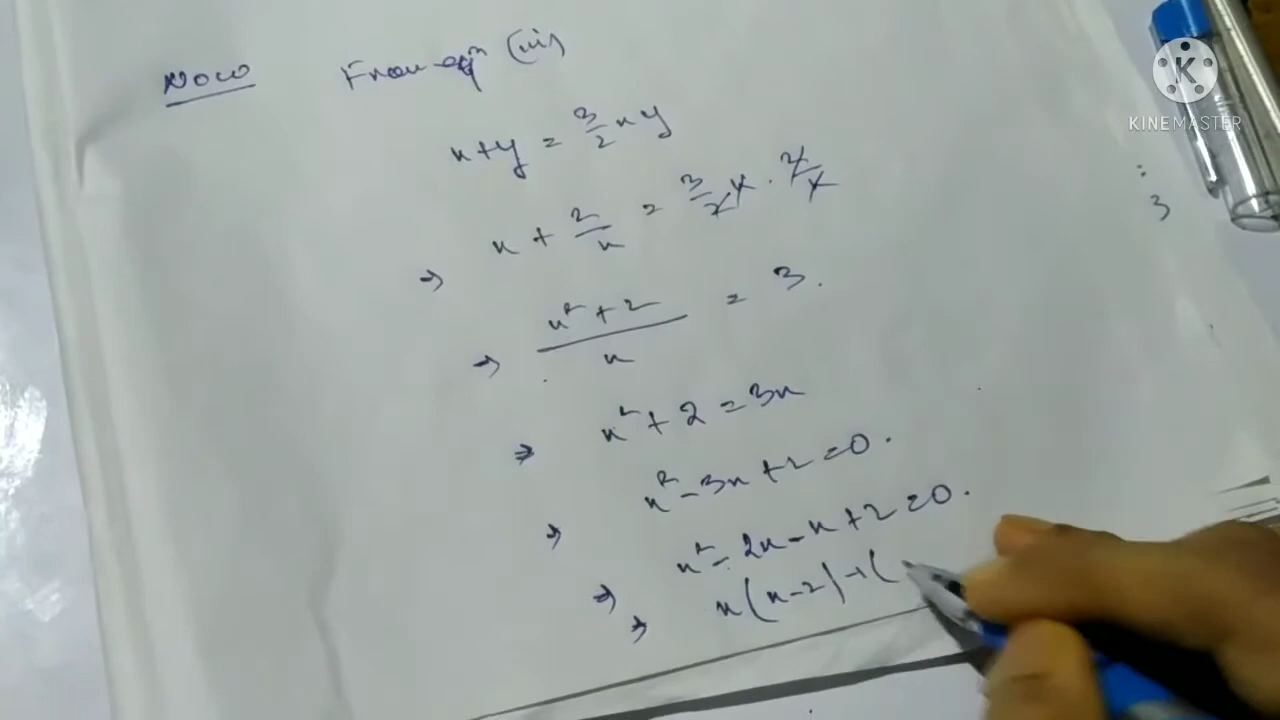 Now From eqn (iii)
x+y = 3/2 xy
⇒ x + 2/x = 3/2 x · 2/x
⇒ x²+2/x = 3.
⇒ x²+2 = 3x
⇒ x²-3x+2=0.
⇒ x²-2x-x+2=0.
⇒ x(x-2)-1(
K
KINEMASTER
:
3